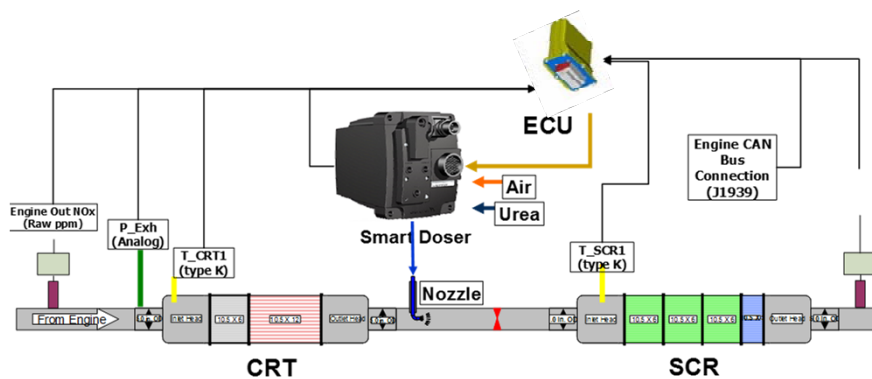 ECU
Engine CAN
Bus
Connection
(J1939)
Air
Urea
Smart Doser
Engine Out NOx
(Raw ppm)
P_Exh
(Analog)
T_CRT1
(type K)
T_SCR1
(type K)
Nozzle
From Engine
Inlet Head
10.5 X 6
10.5 X 12
Outlet Head
Inlet Head
10.5 X 6
10.5 X 6
10.5 X 6
Outlet Head
CRT
SCR